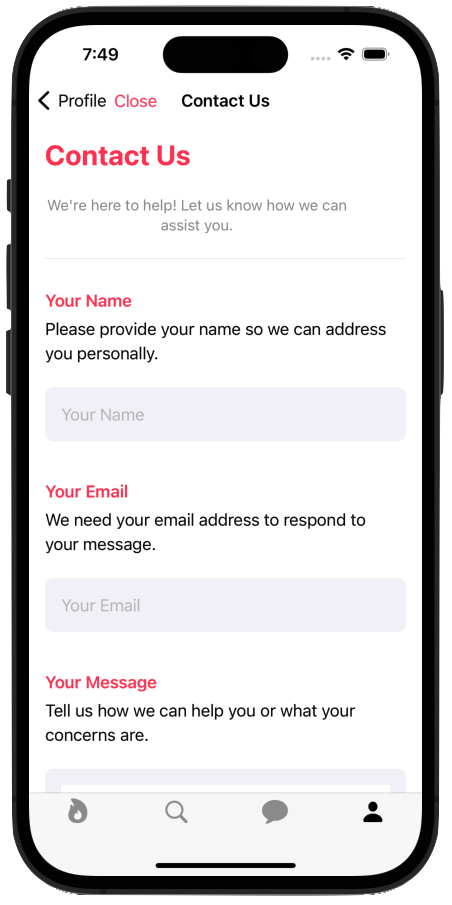 7:49
Profile Close Contact Us
Contact Us
We're here to help! Let us know how we can
assist you.
Your Name
Please provide your name so we can address
you personally.
Your Name
Your Email
We need your email address to respond to
your message.
Your Email
Your Message
Tell us how we can help you or what your
concerns are.